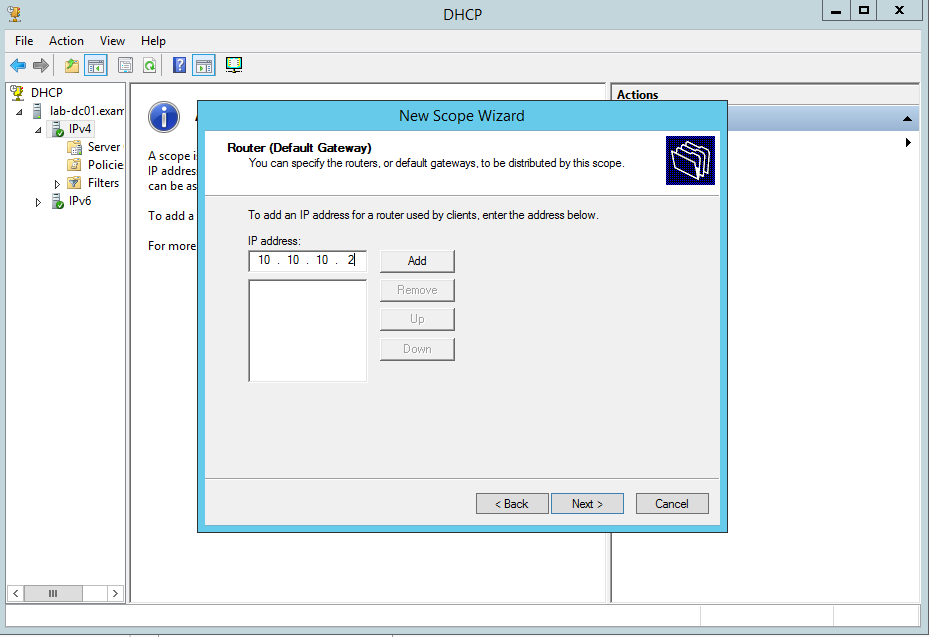 DHCP
File Action View Help
DHCP
lab-dc01.exam
IPv4
Server
Policie
Filters
IPv6
A scope i
IP addres
can be as
To add a
For more
Actions
New Scope Wizard
Router (Default Gateway)
You can specify the routers, or default gateways, to be distributed by this scope.
To add an IP address for a router used by clients, enter the address below.
IP address:
10 . 10 . 10 . 2
Add
Remove
Up
Down
< Back
Next >
Cancel